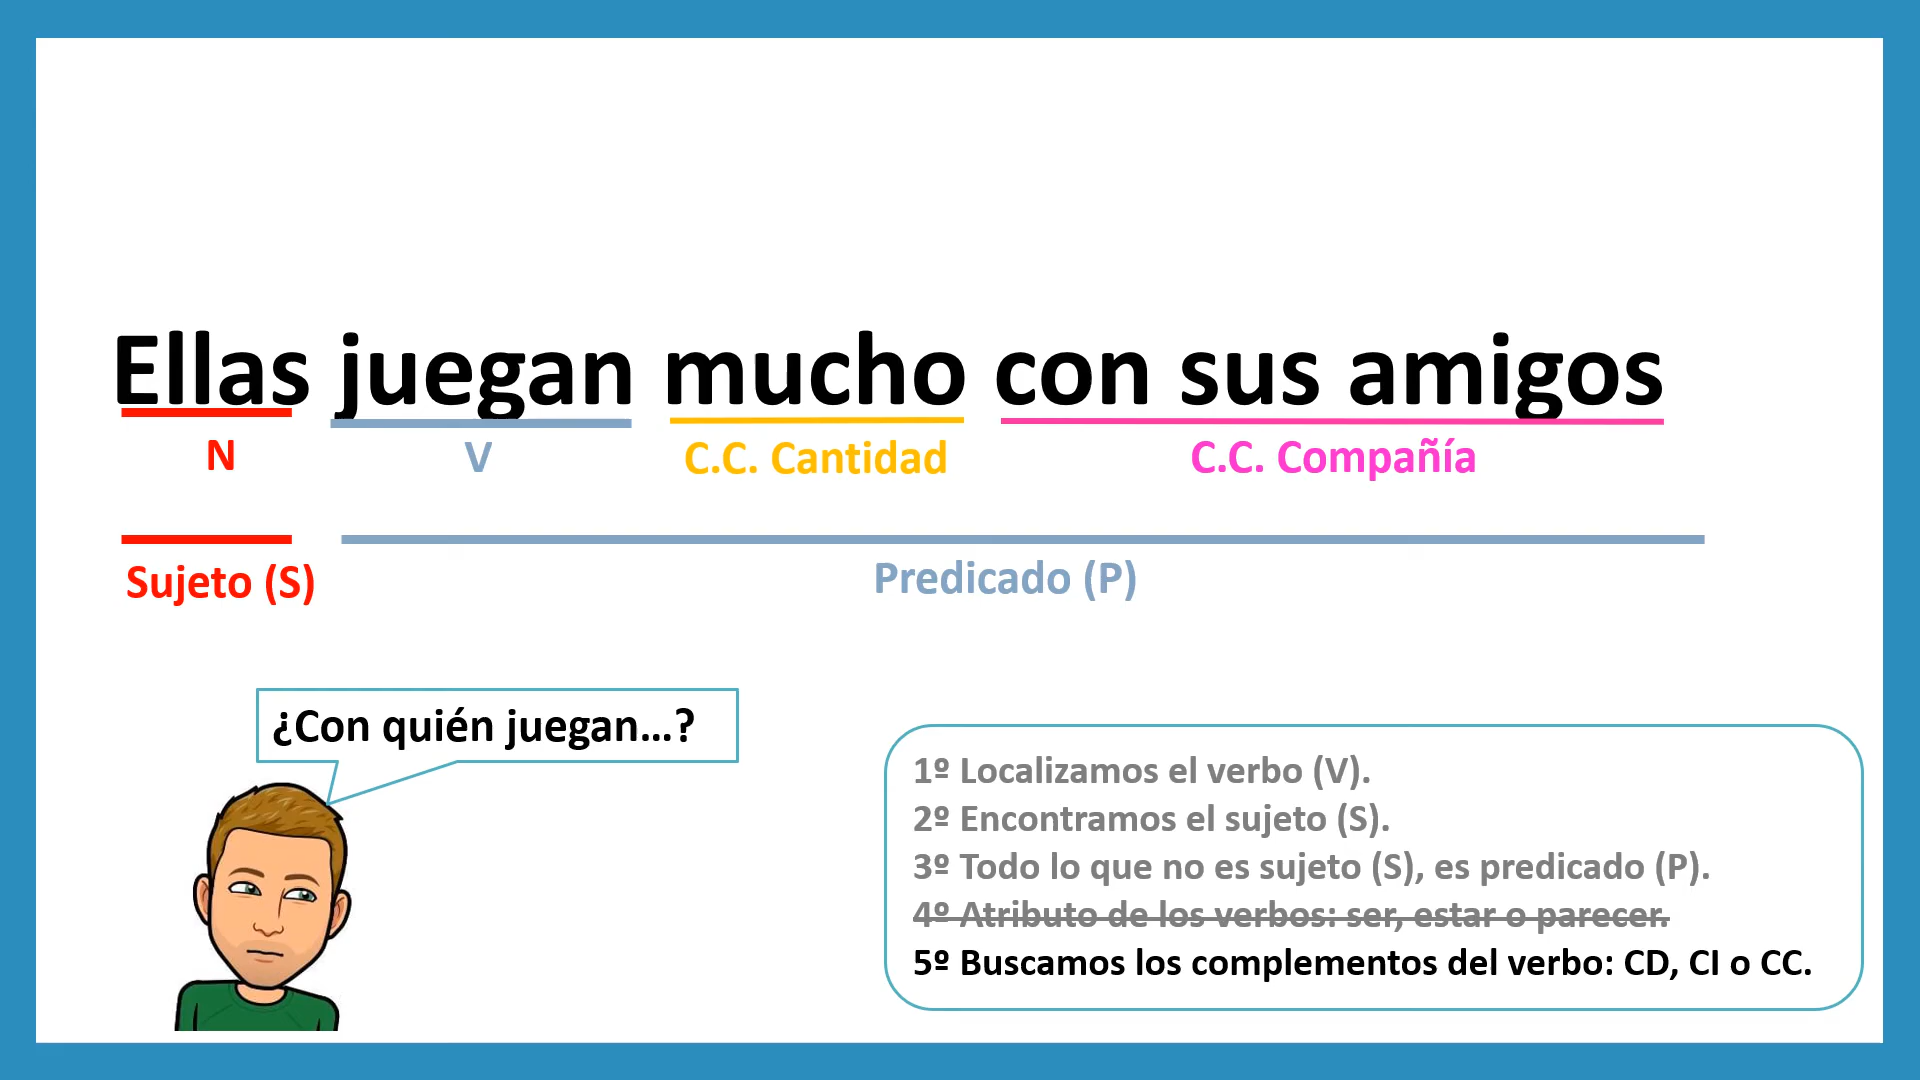 Ellas juegan mucho con sus amigos
N V C.C. Cantidad C.C. Compañía
Sujeto (S) Predicado (P)
¿Con quién juegan...?
1º Localizamos el verbo (V).
2º Encontramos el sujeto (S).
3º Todo lo que no es sujeto (S), es predicado (P).
4º Atributo de los verbos: ser, estar o parecer.
5º Buscamos los complementos del verbo: CD, CI o CC.